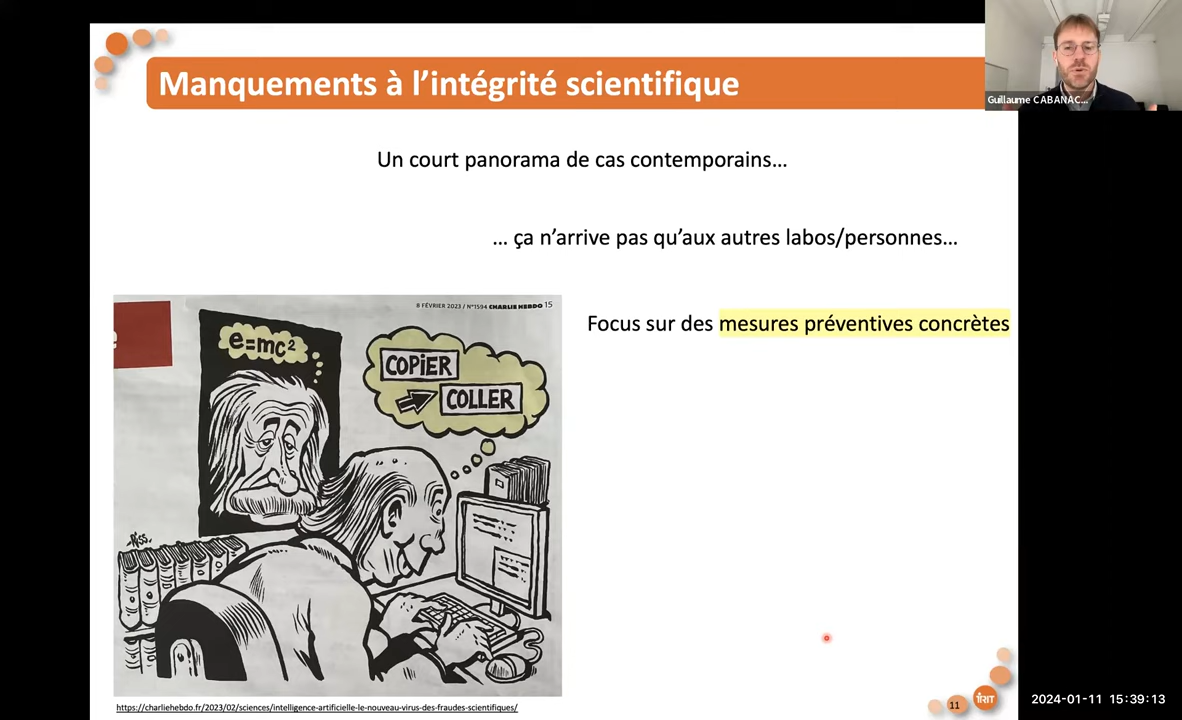 Manquements à l’intégrité scientifique
Guillaume CABANAC...
Un court panorama de cas contemporains...
... ça n’arrive pas qu’aux autres labos/personnes...
Focus sur des mesures préventives concrètes
8 FÉVRIER 2023 / N°1594 CHARLIE HEBDO 15
e
e=mc²
COPiER
COLLER
Riss
https://charliehebdo.fr/2023/02/sciences/intelligence-artificielle-le-nouveau-virus-des-fraudes-scientifiques/
11
IRIT
2024-01-11 15:39:13